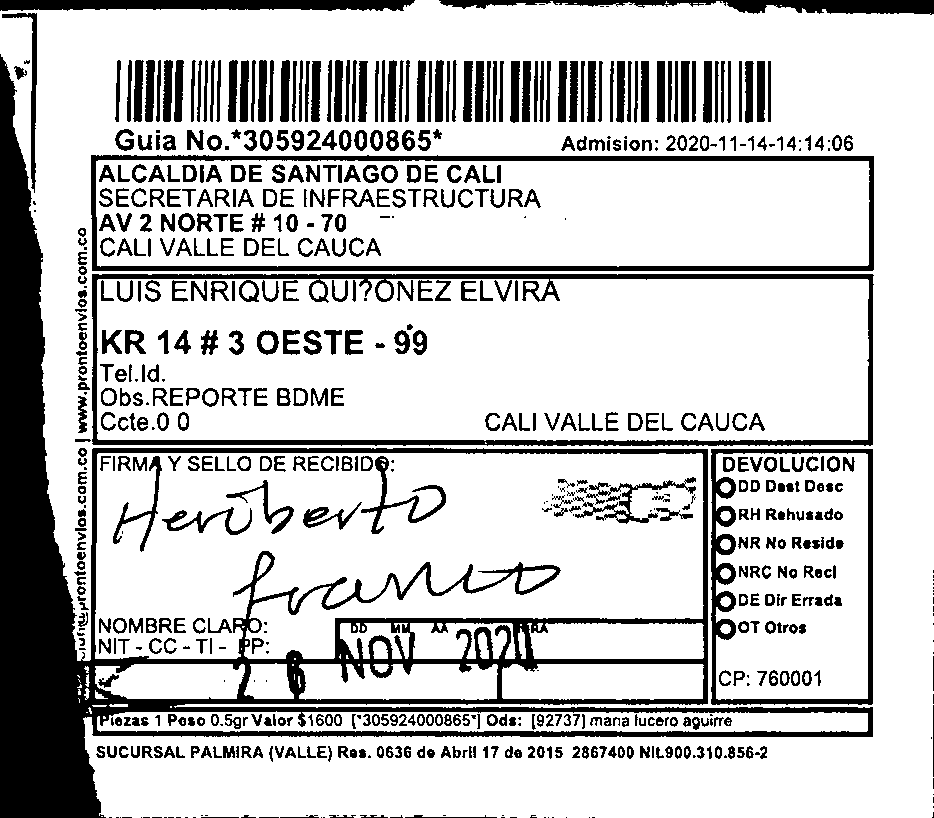 Guia No.*305924000865*
Admision: 2020-11-14-14:14:06
ALCALDIA DE SANTIAGO DE CALI
SECRETARIA DE INFRAESTRUCTURA
AV 2 NORTE # 10 - 70
CALI VALLE DEL CAUCA
LUIS ENRIQUE QUI?ONEZ ELVIRA
KR 14 # 3 OESTE - 99
Tel.Id.
Obs.REPORTE BDME
Ccte.0 0
CALI VALLE DEL CAUCA
| www.prontoenvios.com.co
prontoenvios.com.co
FIRMA Y SELLO DE RECIBIDO:
Heriberto
Franco
NOMBRE CLARO:
NIT - CC - TI - PP:
DD MM AA
NOV 2020
DEVOLUCION
DD Dest Desc
RH Rehusado
NR No Reside
NRC No Recl
DE Dir Errada
OT Otros
CP: 760001
Piezas 1 Peso 0.5gr Valor $1600 [*305924000865*] Ods: [92737] maria lucero aguirre
SUCURSAL PALMIRA (VALLE) Res. 0636 de Abril 17 de 2015 2867400 Nit.900.310.856-2